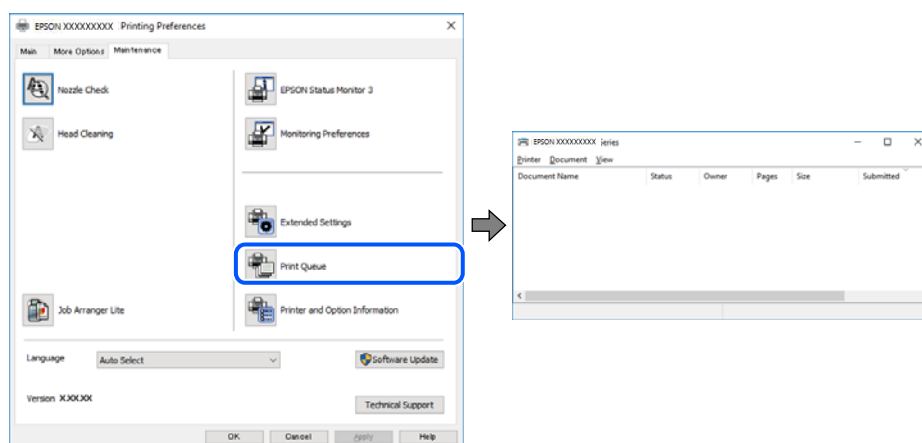 EPSON XXXXXXXXX Printing Preferences
Main More Options Maintenance
Nozzle Check
EPSON Status Monitor 3
Head Cleaning
Monitoring Preferences
Extended Settings
Print Queue
Job Arranger Lite
Printer and Option Information
Language
Auto Select
Software Update
Version X.XX.XX
Technical Support
OK Cancel Apply Help
EPSON XXXXXXXXX ieries
Printer Document View
Document Name Status Owner Pages Size Submitted